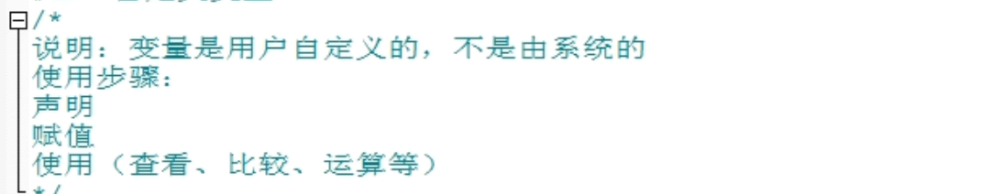 /*
说明：变量是用户自定义的，不是由系统的
使用步骤：
声明
赋值
使用（查看、比较、运算等）
*/